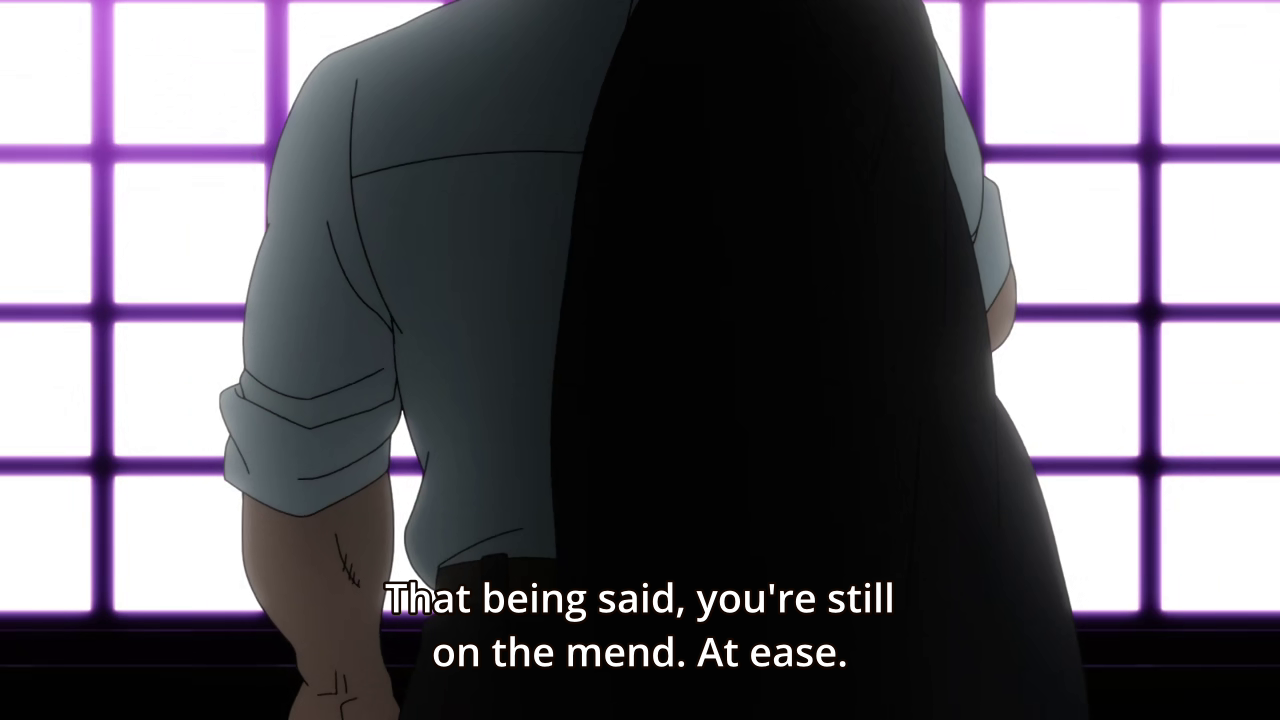 That being said, you're still
on the mend. At ease.